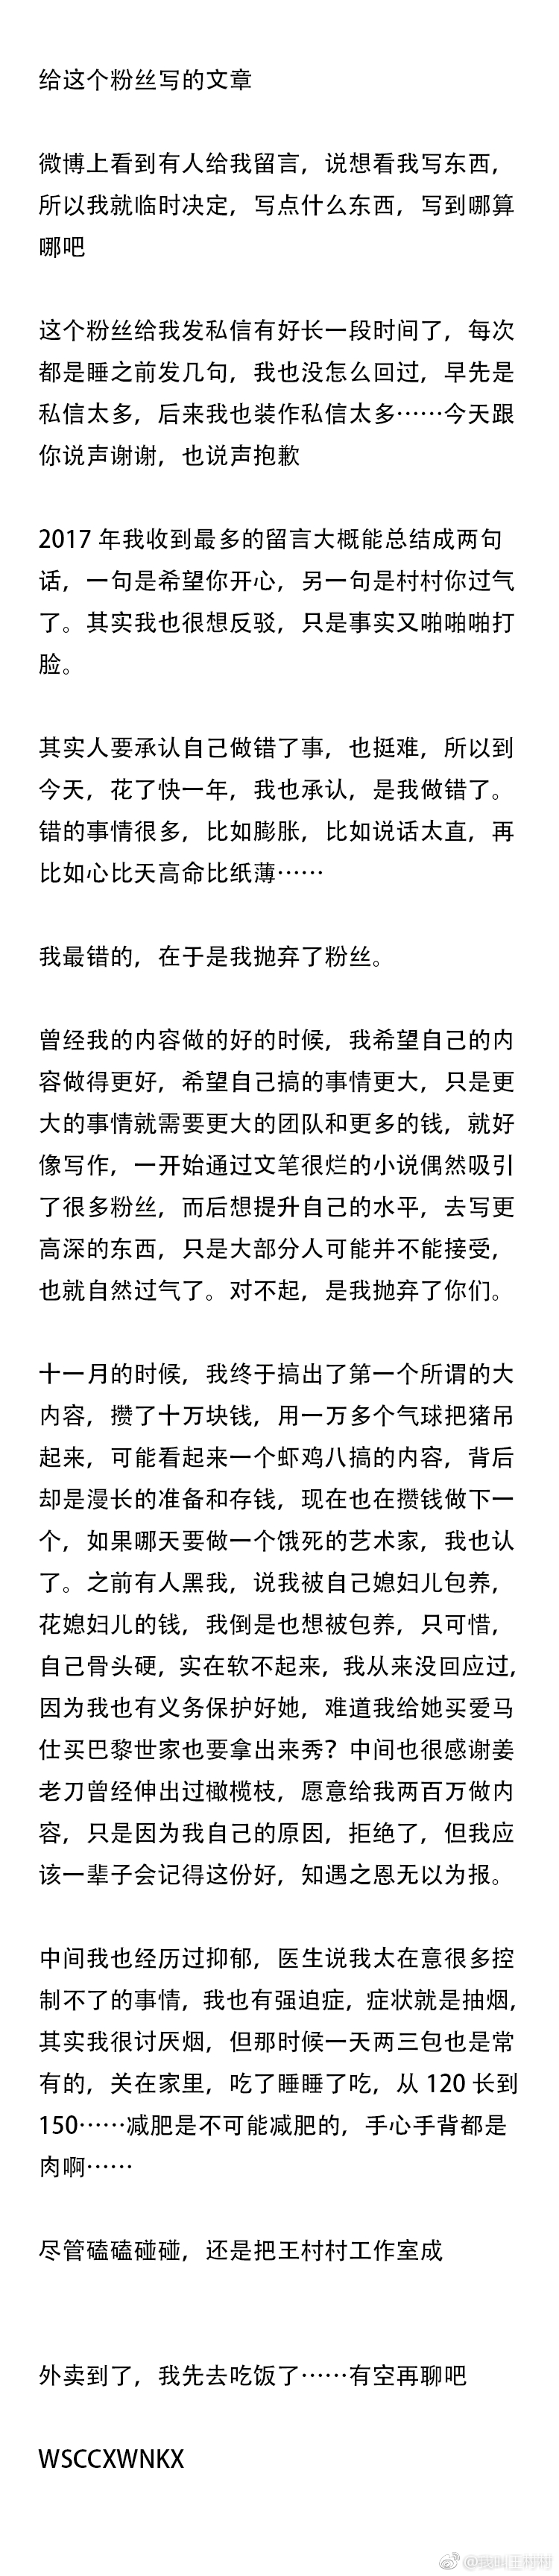 给这个粉丝写的文章
微博上看到有人给我留言，说想看我写东西，
所以我就临时决定，写点什么东西，写到哪算
哪吧
这个粉丝给我发私信有好长一段时间了，每次
都是睡之前发几句，我也没怎么回过，早先是
私信太多，后来我也装作私信太多……今天跟
你说声谢谢，也说声抱歉
2017 年我收到最多的留言大概能总结成两句
话，一句是希望你开心，另一句是村村你过气
了。其实我也很想反驳，只是事实又啪啪啪打
脸。
其实人要承认自己做错了事，也挺难，所以到
今天，花了快一年，我也承认，是我做错了。
错的事情很多，比如膨胀，比如说话太直，再
比如心比天高命比纸薄……
我最错的，在于是我抛弃了粉丝。
曾经我的内容做的好的时候，我希望自己的内
容做得更好，希望自己搞的事情更大，只是更
大的事情就需要更大的团队和更多的钱，就好
像写作，一开始通过文笔很烂的小说偶然吸引
了很多粉丝，而后想提升自己的水平，去写更
高深的东西，只是大部分人可能并不能接受，
也就自然过气了。对不起，是我抛弃了你们。
十一月的时候，我终于搞出了第一个所谓的大
内容，攒了十万块钱，用一万多个气球把猪吊
起来，可能看起来一个虾鸡八搞的内容，背后
却是漫长的准备和存钱，现在也在攒钱做下一
个，如果哪天要做一个饿死的艺术家，我也认
了。之前有人黑我，说我被自己媳妇儿包养，
花媳妇儿的钱，我倒是也想被包养，只可惜，
自己骨头硬，实在软不起来，我从来没回应过，
因为我也有义务保护好她，难道我给她买爱马
仕买巴黎世家也要拿出来秀？中间也很感谢姜
老刀曾经伸出过橄榄枝，愿意给我两百万做内
容，只是因为我自己的原因，拒绝了，但我应
该一辈子会记得这份好，知遇之恩无以为报。
中间我也经历过抑郁，医生说我太在意很多控
制不了的事情，我也有强迫症，症状就是抽烟，
其实我很讨厌烟，但那时候一天两三包也是常
有的，关在家里，吃了睡睡了吃，从 120 长到
150……减肥是不可能减肥的，手心手背都是
肉啊……
尽管磕磕碰碰，还是把王村村工作室成
外卖到了，我先去吃饭了……有空再聊吧
WSCCXWNKX
@我叫王村村